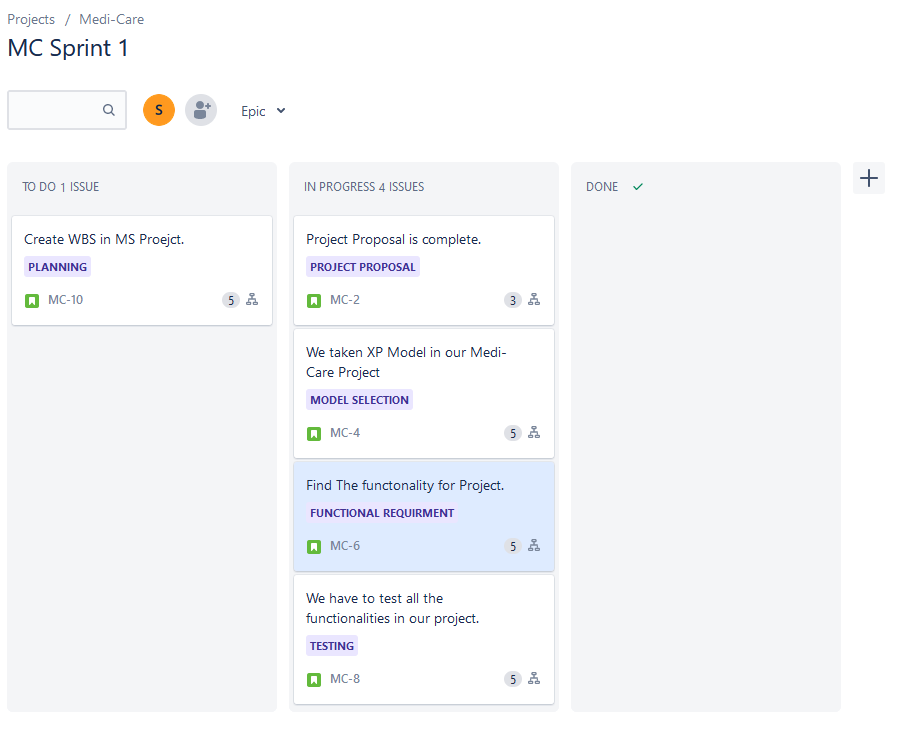 Projects / Medi-Care
MC Sprint 1
S
Epic
TO DO 1 ISSUE
Create WBS in MS Proejct.
PLANNING
MC-10
5
IN PROGRESS 4 ISSUES
Project Proposal is complete.
PROJECT PROPOSAL
MC-2
3
We taken XP Model in our Medi-
Care Project
MODEL SELECTION
MC-4
5
Find The functonality for Project.
FUNCTIONAL REQUIRMENT
MC-6
5
We have to test all the
functionalities in our project.
TESTING
MC-8
5
DONE